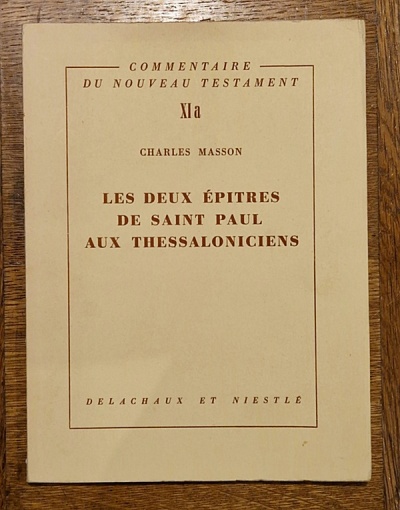 COMMENTAIRE
DU NOUVEAU TESTAMENT
XIa
CHARLES MASSON
LES DEUX ÉPITRES
DE SAINT PAUL
AUX THESSALONICIENS
DELACHAUX ET NIESTLÉ